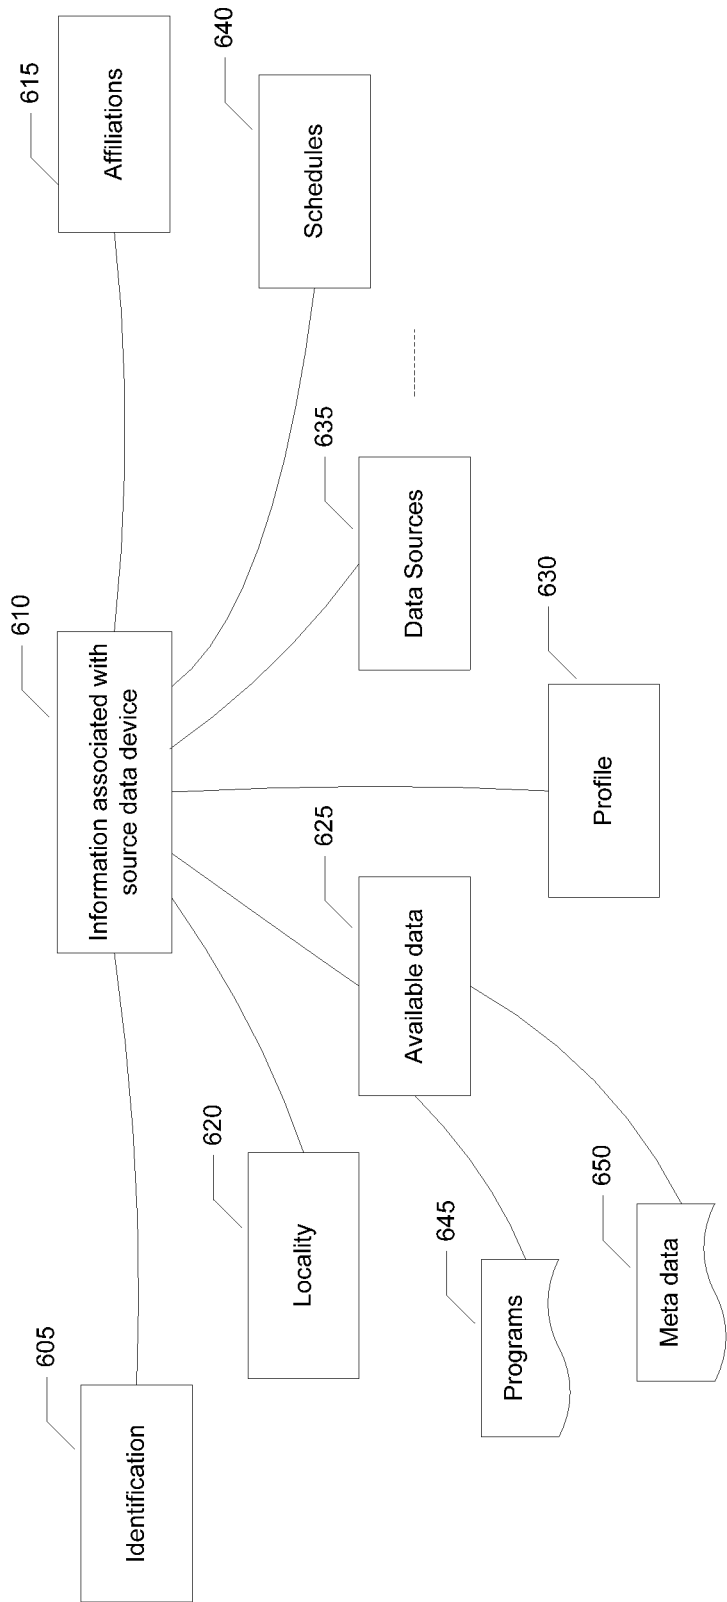 610
Information associated with
source data device
605
Identification
615
Affiliations
620
Locality
640
Schedules
625
Available data
635
Data Sources
645
Programs
630
Profile
650
Meta data